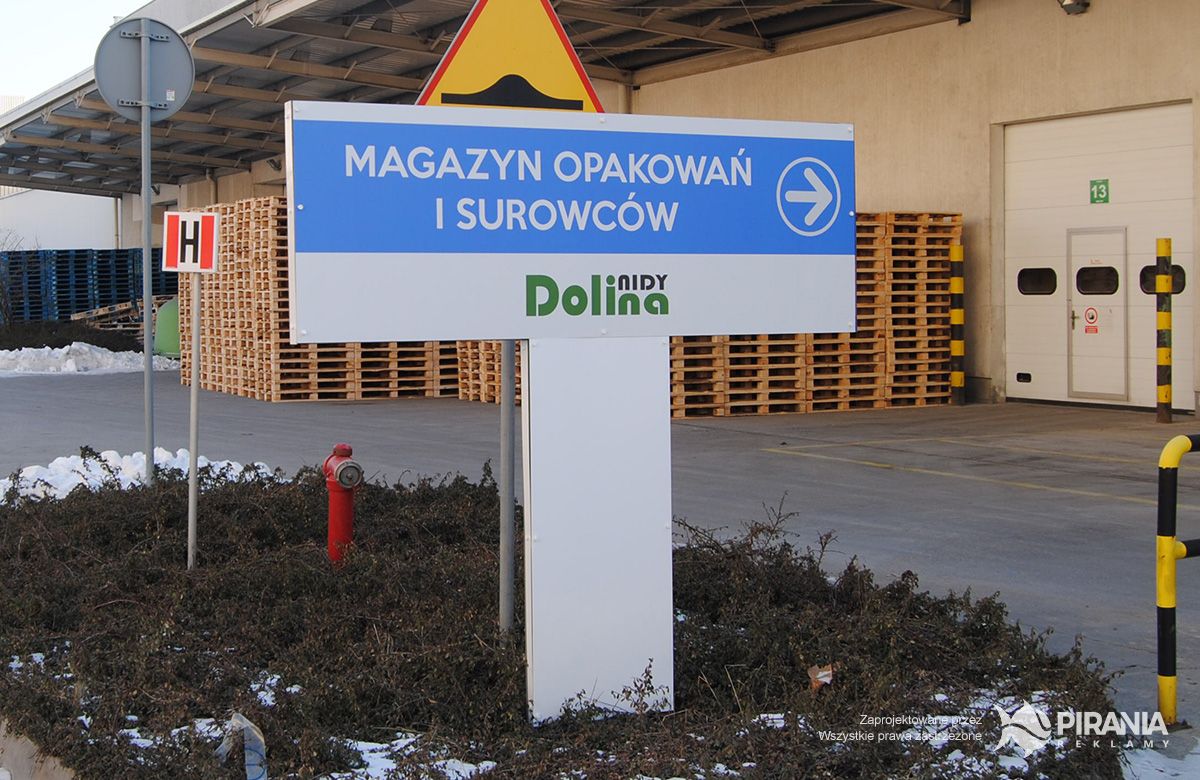 MAGAZYN OPAKOWAŃ
I SUROWCÓW
Dolina NIDY
H
13
Zaprojektowane przez
Wszystkie prawa zastrzeżone
PIRANIA
REKLAMY